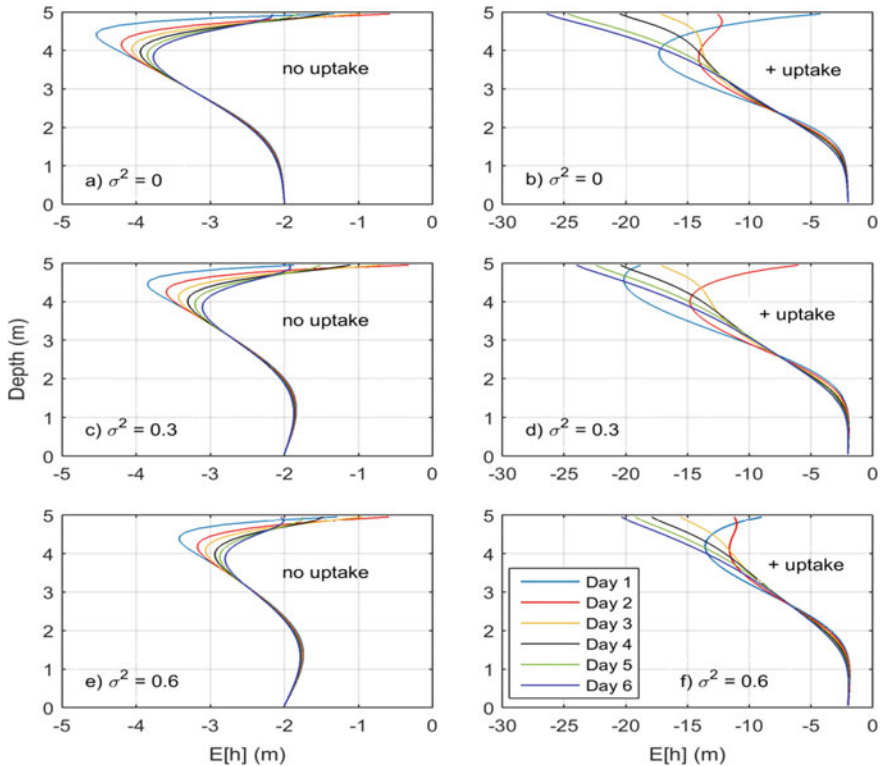 5 5
4 4
no uptake + uptake
3 3
2 2
1 1
a) σ² = 0 b) σ² = 0
0 0
-5 -4 -3 -2 -1 0 -30 -25 -20 -15 -10 -5 0
5 5
4 4
no uptake + uptake
3 3
Depth (m)
2 2
1 1
c) σ² = 0.3 d) σ² = 0.3
0 0
-5 -4 -3 -2 -1 0 -30 -25 -20 -15 -10 -5 0
5 5
4 4
no uptake + uptake
3 3
Day 1
Day 2
2 2
Day 3
Day 4
1 1
Day 5
e) σ² = 0.6 f) σ² = 0.6
Day 6
0 0
-5 -4 -3 -2 -1 0 -30 -25 -20 -15 -10 -5 0
E[h] (m) E[h] (m)